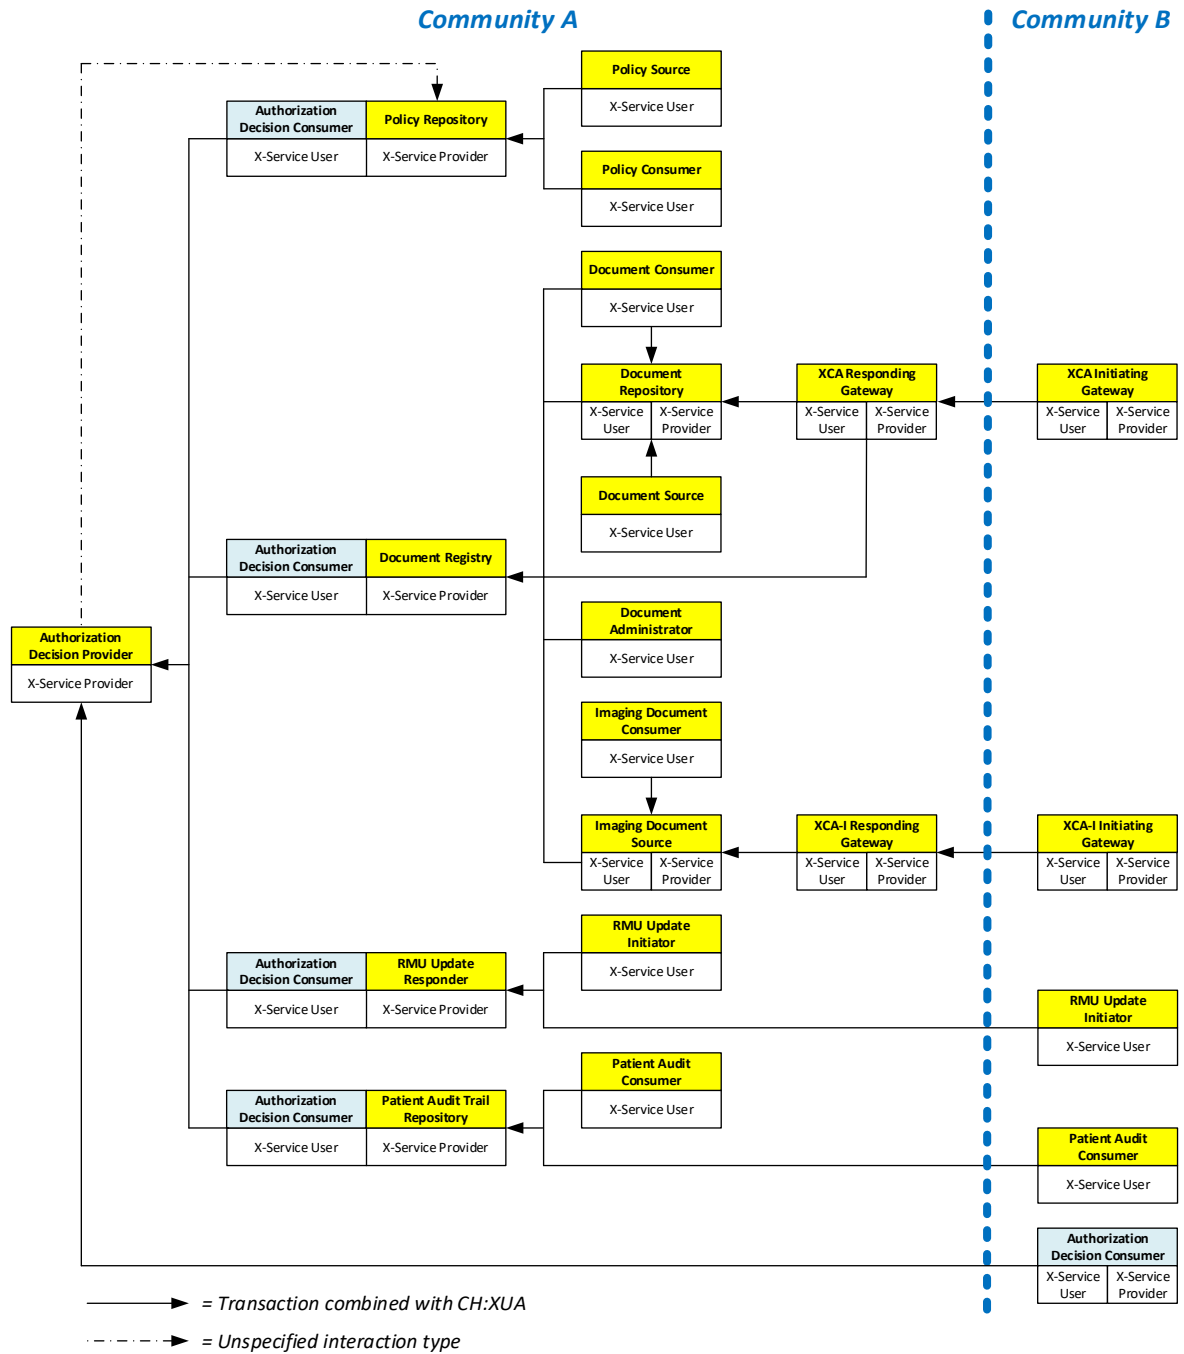 Community A
Community B
Policy Source
X-Service User
Authorization
Decision Consumer
Policy Repository
X-Service User
X-Service Provider
Policy Consumer
X-Service User
Document Consumer
X-Service User
Document
Repository
X-Service
User
X-Service
Provider
XCA Responding
Gateway
X-Service
User
X-Service
Provider
XCA Initiating
Gateway
X-Service
User
X-Service
Provider
Document Source
X-Service User
Authorization
Decision Consumer
Document Registry
X-Service User
X-Service Provider
Document
Administrator
X-Service User
Authorization
Decision Provider
X-Service Provider
Imaging Document
Consumer
X-Service User
Imaging Document
Source
X-Service
User
X-Service
Provider
XCA-I Responding
Gateway
X-Service
User
X-Service
Provider
XCA-I Initiating
Gateway
X-Service
User
X-Service
Provider
RMU Update
Initiator
X-Service User
Authorization
Decision Consumer
RMU Update
Responder
X-Service User
X-Service Provider
RMU Update
Initiator
X-Service User
Patient Audit
Consumer
X-Service User
Authorization
Decision Consumer
Patient Audit Trail
Repository
X-Service User
X-Service Provider
Patient Audit
Consumer
X-Service User
Authorization
Decision Consumer
X-Service
User
X-Service
Provider
= Transaction combined with CH:XUA
= Unspecified interaction type